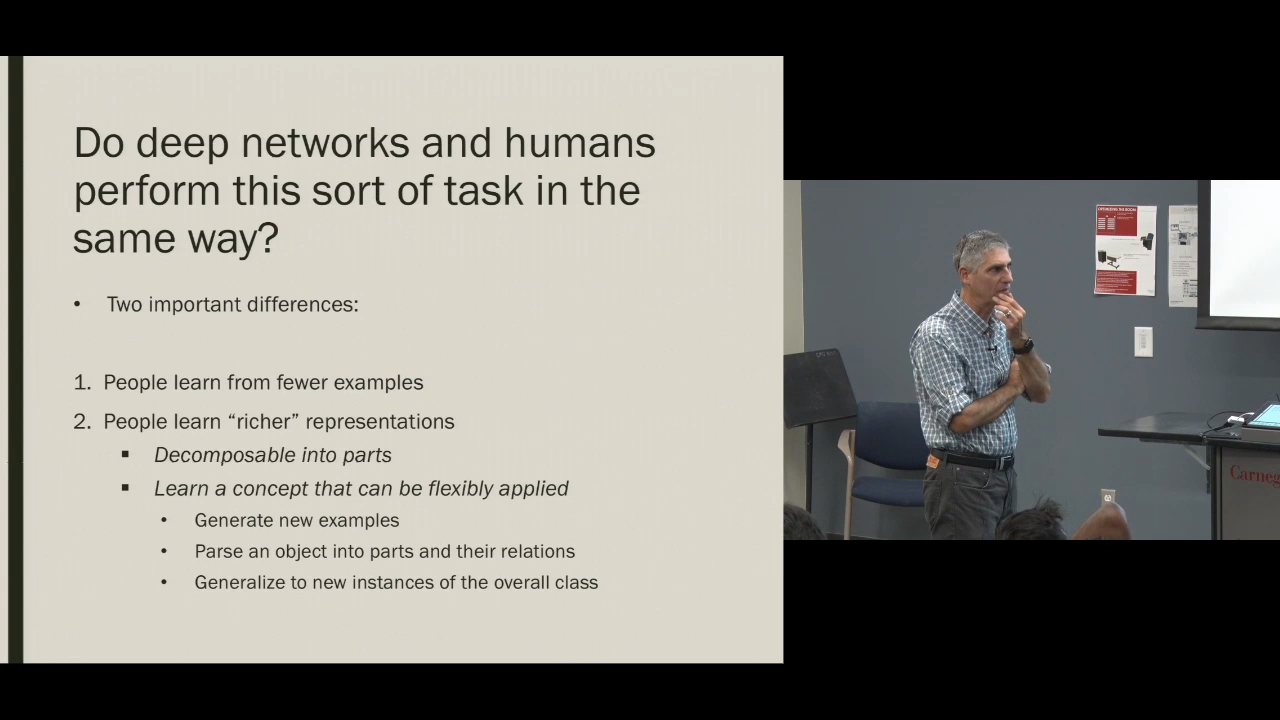 Do deep networks and humans
perform this sort of task in the
same way?
• Two important differences:
1. People learn from fewer examples
2. People learn “richer” representations
▪ Decomposable into parts
▪ Learn a concept that can be flexibly applied
• Generate new examples
• Parse an object into parts and their relations
• Generalize to new instances of the overall class
Carneg